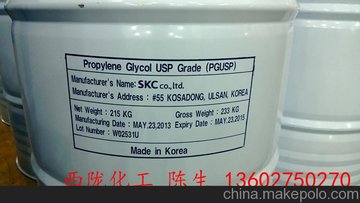 Propylene Glycol USP Grade (PGUSP)
Manufacturer's Name: SKC co., ltd.
Manufacturer's Address : #55 KOSADONG, ULSAN, KOREA
Net Weight : 215 KG Gross Weight : 233 KG
Manufacturing Date : MAY.23,2013 Expiry Date : MAY.23,2015
Lot Number : W02531U
Made in Korea
西陇化工 陈生 13602750270
china.makepolo.com